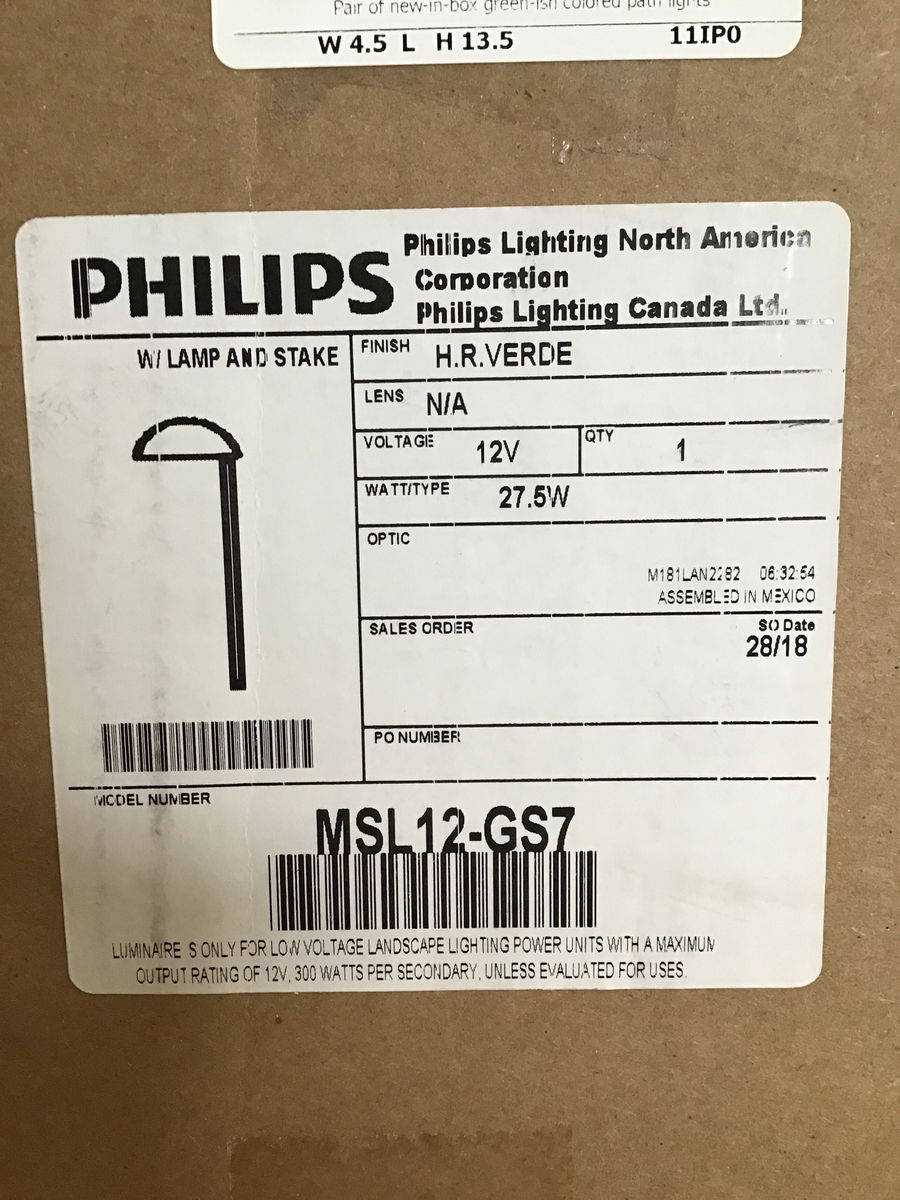 Pair of new-in-box green-ish colored path lights
W 4.5 L H 13.5 11IP0
PHILIPS
Philips Lighting North America
Corporation
Philips Lighting Canada Ltd.
W/ LAMP AND STAKE
FINISH H.R.VERDE
LENS N/A
VOLTAGE 12V QTY 1
WATT/TYPE 27.5W
OPTIC
M181LAN2282 06:32:54
ASSEMBLED IN MEXICO
SALES ORDER SO Date
28/18
PO NUMBER
MODEL NUMBER
MSL12-GS7
LUMINAIRE S ONLY FOR LOW VOLTAGE LANDSCAPE LIGHTING POWER UNITS WITH A MAXIMUM
OUTPUT RATING OF 12V, 300 WATTS PER SECONDARY, UNLESS EVALUATED FOR USES.